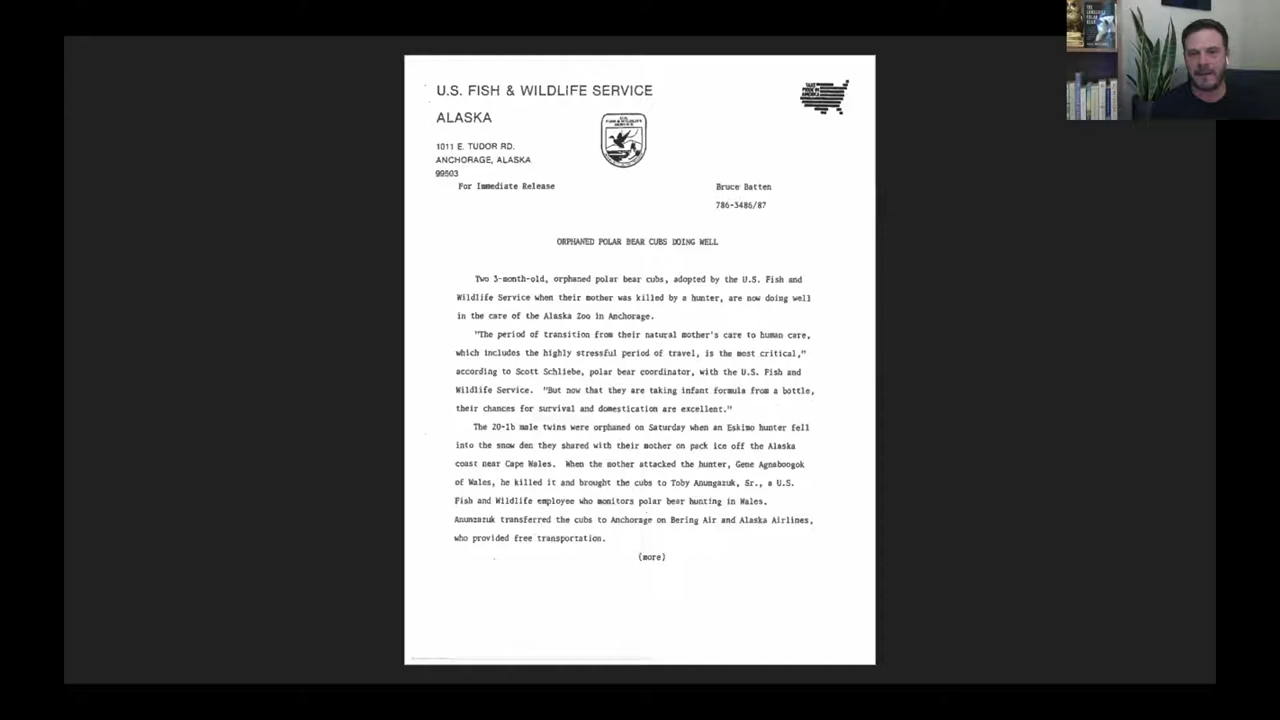 U.S. FISH & WILDLIFE SERVICE
ALASKA
1011 E. TUDOR RD.
ANCHORAGE, ALASKA
99503
For Immediate Release
Bruce Batten
786-3486/87
ORPHANED POLAR BEAR CUBS DOING WELL
Two 3-month-old, orphaned polar bear cubs, adopted by the U.S. Fish and
Wildlife Service when their mother was killed by a hunter, are now doing well
in the care of the Alaska Zoo in Anchorage.
"The period of transition from their natural mother's care to human care,
which includes the highly stressful period of travel, is the most critical,"
according to Scott Schliebe, polar bear coordinator, with the U.S. Fish and
Wildlife Service. "But now that they are taking infant formula from a bottle,
their chances for survival and domestication are excellent."
The 20-lb male twins were orphaned on Saturday when an Eskimo hunter fell
into the snow den they shared with their mother on pack ice off the Alaska
coast near Cape Wales. When the mother attacked the hunter, Gene Agnaboogok
of Wales, he killed it and brought the cubs to Toby Anungazuk, Sr., a U.S.
Fish and Wildlife employee who monitors polar bear hunting in Wales.
Anunzazuk transferred the cubs to Anchorage on Bering Air and Alaska Airlines,
who provided free transportation.
(more)